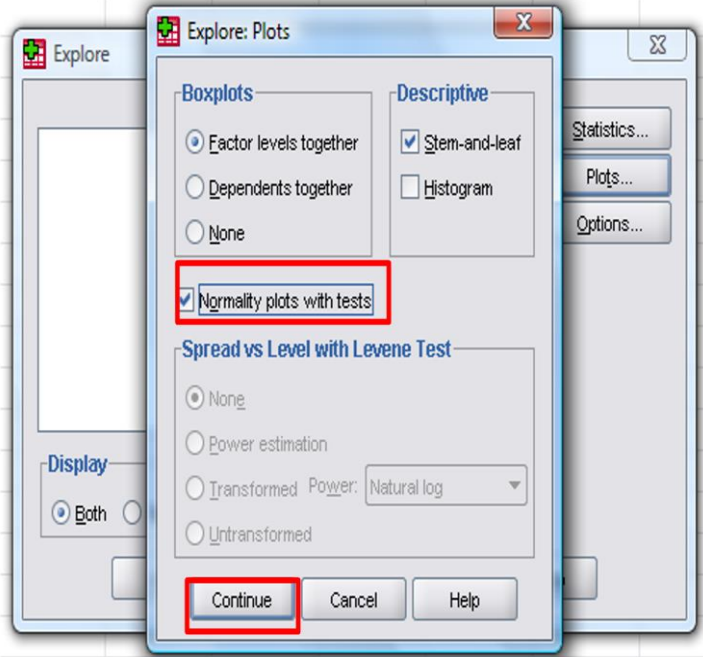 Explore
Explore: Plots
Boxplots
Factor levels together
Dependents together
None
Descriptive
Stem-and-leaf
Histogram
Normality plots with tests
Spread vs Level with Levene Test
None
Power estimation
Transformed Power: Natural log
Untransformed
Continue Cancel Help
Statistics...
Plots...
Options...
Display
Both